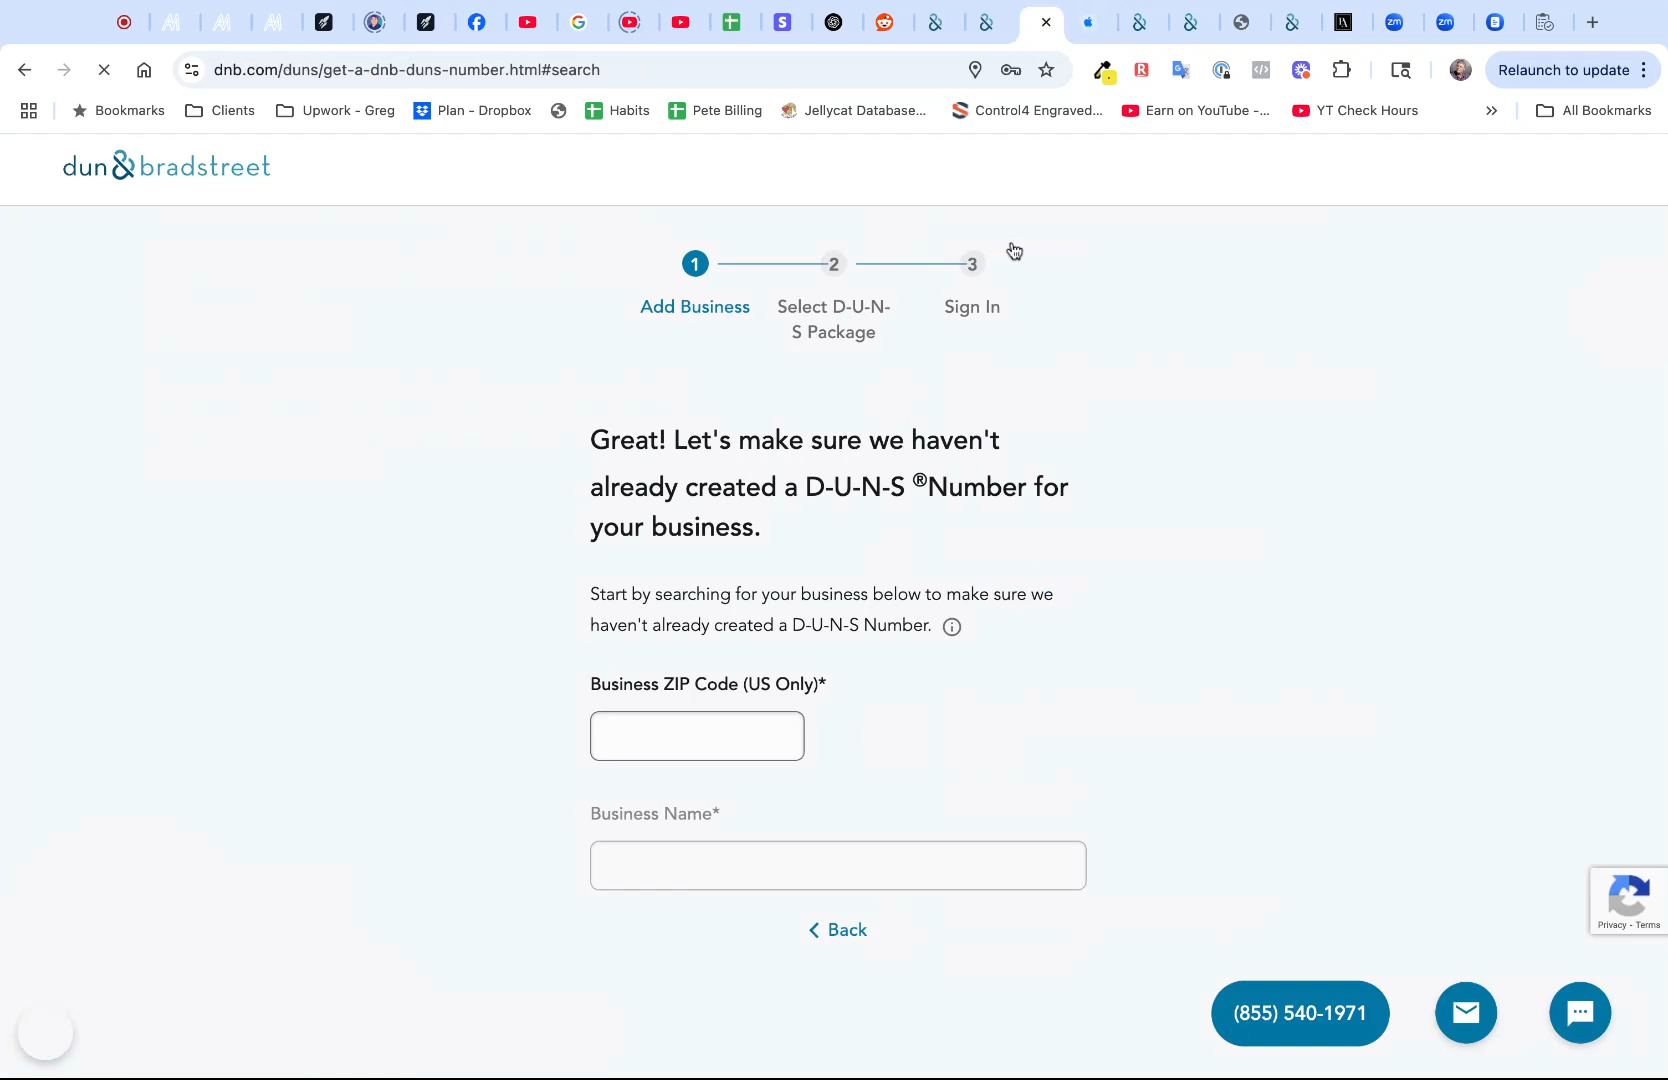 dnb.com/duns/get-a-dnb-duns-number.html#search
Relaunch to update
Bookmarks
Clients
Upwork - Greg
Plan - Dropbox
Habits
Pete Billing
Jellycat Database...
Control4 Engraved...
Earn on YouTube -...
YT Check Hours
All Bookmarks
dun&bradstreet
1
2
3
Add Business
Select D-U-N-
S Package
Sign In
Great! Let's make sure we haven't
already created a D-U-N-S ®Number for
your business.
Start by searching for your business below to make sure we
haven't already created a D-U-N-S Number.
Business ZIP Code (US Only)*
Business Name*
Back
Privacy - Terms
(855) 540-1971